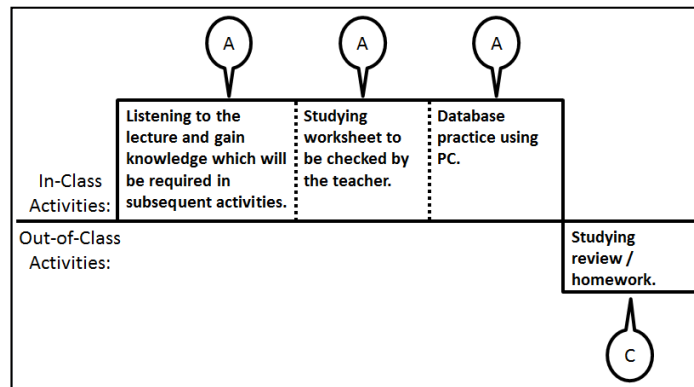 A
A
A
Listening to the
lecture and gain
knowledge which will
be required in
subsequent activities.
Studying
worksheet to
be checked by
the teacher.
Database
practice using
PC.
In-Class
Activities:
Out-of-Class
Activities:
Studying
review /
homework.
C